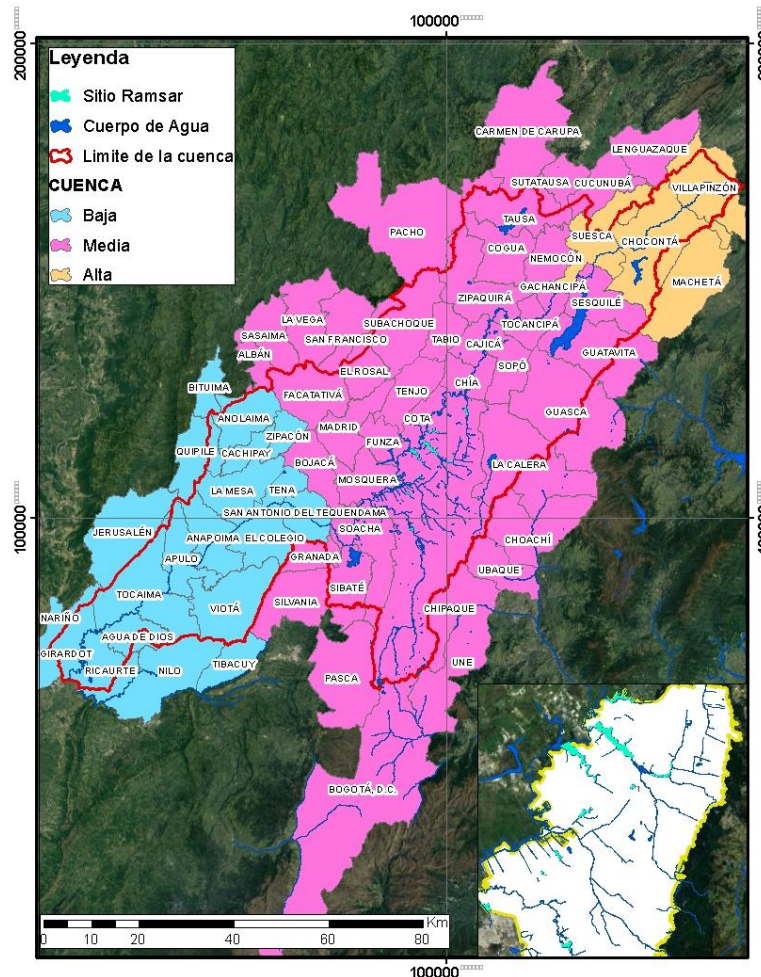 100000
200000
Leyenda
Sitio Ramsar
Cuerpo de Agua
Limite de la cuenca
CUENCA
Baja
Media
Alta
CARMEN DE CARUPA
LENGUAZAQUE
SUTATAUSA
CUCUNUBÁ
VILLAPINZÓN
TAUSA
PACHO
SUESCA
CHOCONTÁ
COGUA
NEMOCÓN
MACHETÁ
GACHANCIPÁ
ZIPAQUIRÁ
SESQUILÉ
LA VEGA
SUBACHOQUE
TOCANCIPÁ
SASAIMA
SAN FRANCISCO
TABIO
CAJICÁ
GUATAVITA
ALBÁN
EL ROSAL
SOPÓ
BITUIMA
CHÍA
FACATATIVÁ
TENJO
GUASCA
ANOLAIMA
COTA
MADRID
ZIPACÓN
FUNZA
QUIPILE
CACHIPAY
BOJACÁ
LA CALERA
MOSQUERA
LA MESA
TENA
SAN ANTONIO DEL TEQUENDAMA
100000
JERUSALÉN
SOACHA
ANAPOIMA
EL COLEGIO
CHOACHÍ
APULO
GRANADA
UBAQUE
SIBATÉ
TOCAIMA
SILVANIA
VIOTÁ
CHIPAQUE
NARIÑO
AGUA DE DIOS
GIRARDOT
UNE
TIBACUY
RICAURTE
NILO
PASCA
BOGOTÁ, D.C.
Km
0 5 10 20 40 60 80
100000